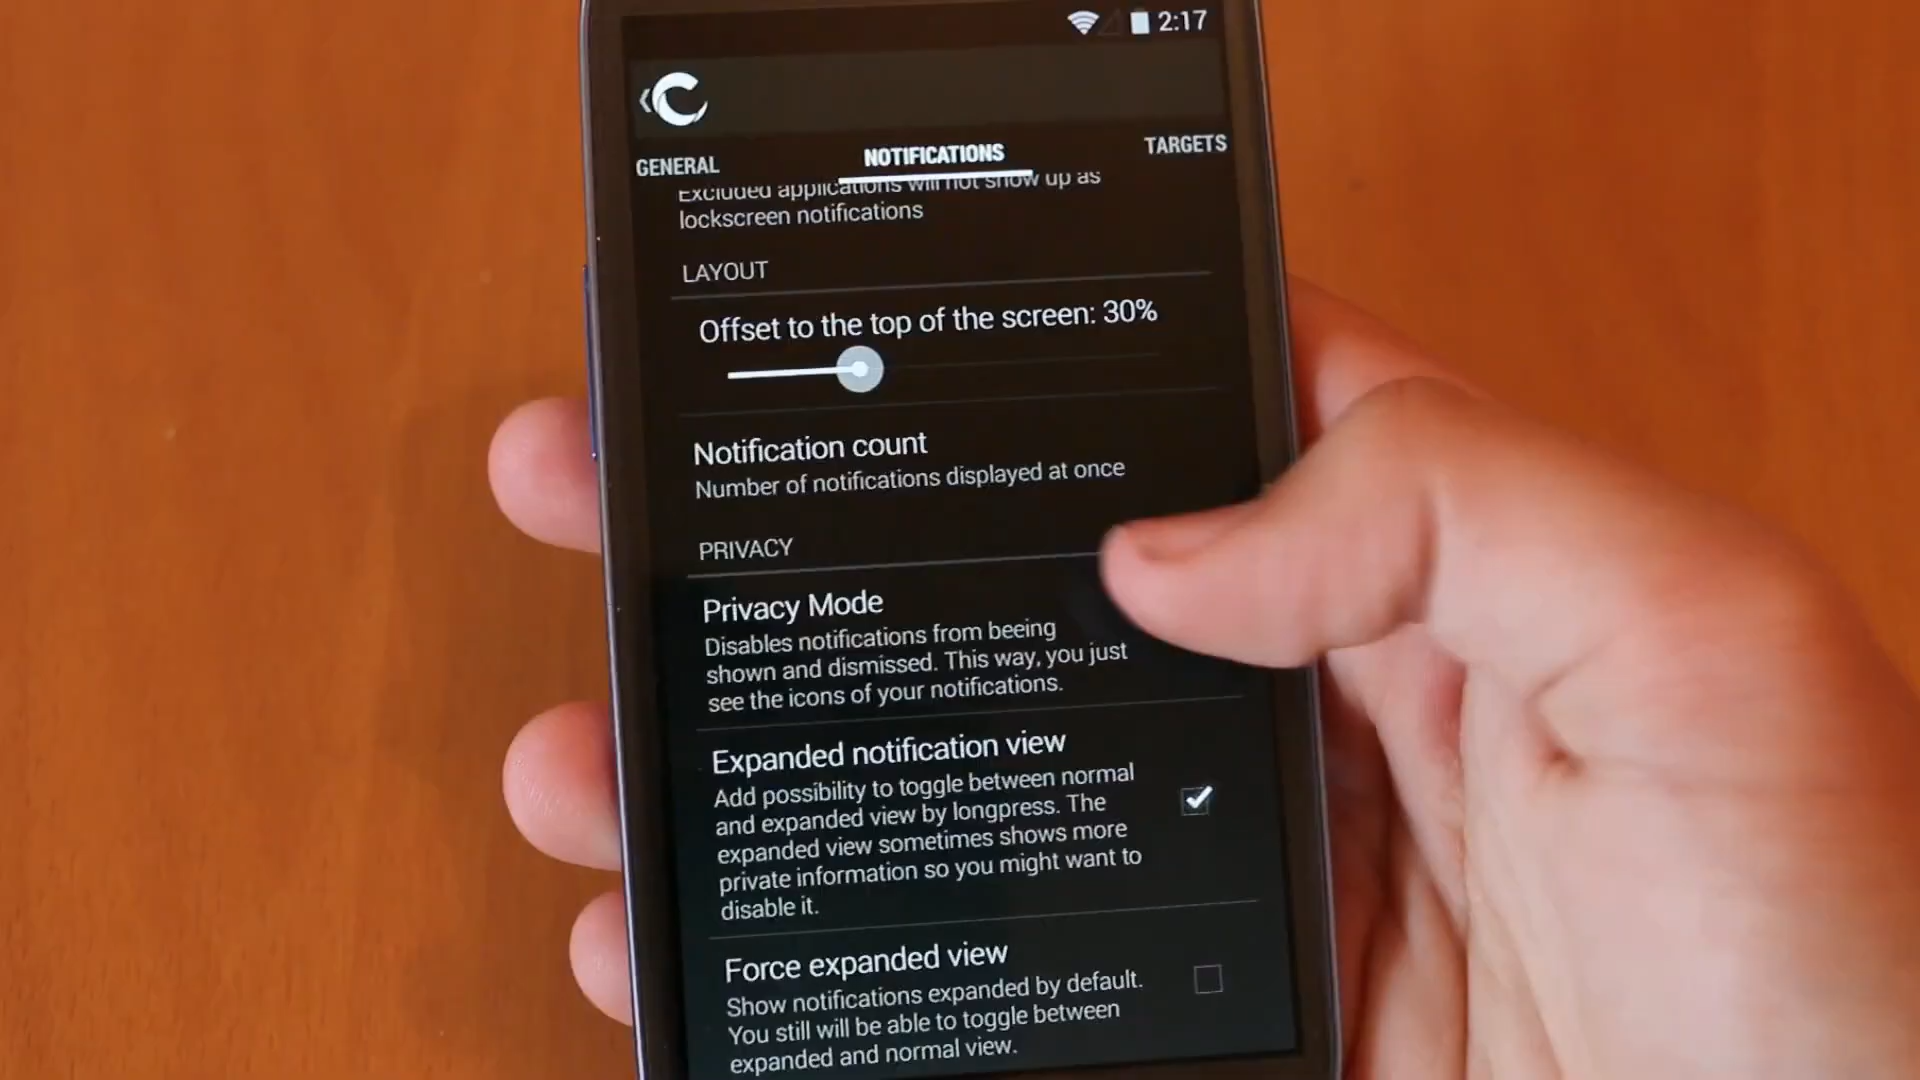 2:17
GENERAL
NOTIFICATIONS
TARGETS
Excluded applications will not show up as
lockscreen notifications
LAYOUT
Offset to the top of the screen: 30%
Notification count
Number of notifications displayed at once
PRIVACY
Privacy Mode
Disables notifications from beeing
shown and dismissed. This way, you just
see the icons of your notifications.
Expanded notification view
Add possibility to toggle between normal
and expanded view by longpress. The
expanded view sometimes shows more
private information so you might want to
disable it.
Force expanded view
Show notifications expanded by default.
You still will be able to toggle between
expanded and normal view.